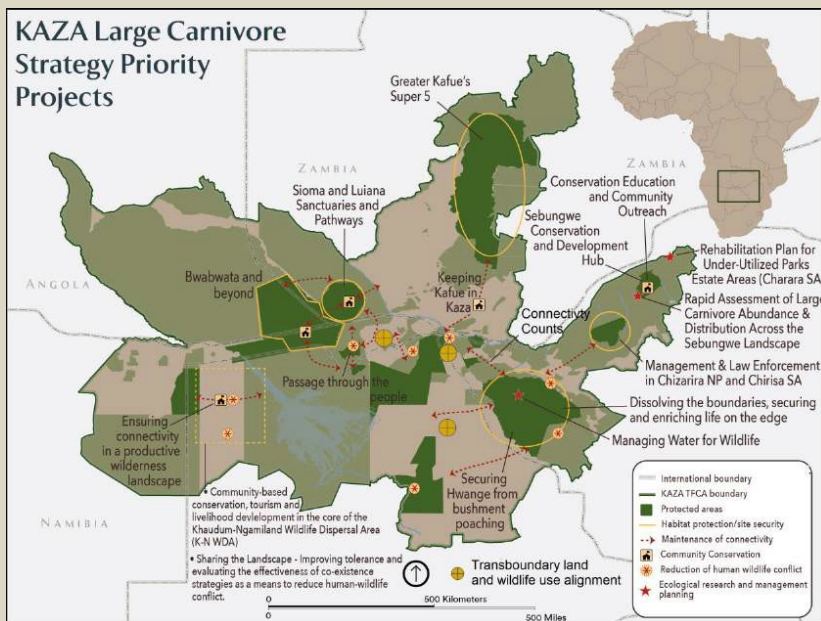 KAZA Large Carnivore
Strategy Priority
Projects
Greater Kafue's
Super 5
ZAMBIA
ZAMBIA
Sioma and Luiana
Sanctuaries and
Pathways
Conservation Education
and Community
Outreach
Sebungwe
Conservation
and Development
Hub
Rehabilitation Plan for
Under-Utilized Parks
Estate Areas (Charara SA
ANGOLA
Bwabwata and
beyond
Keeping
Kafue in
Kaza
Rapid Assessment of Large
Carnivore Abundance &
Distribution Across the
Sebungwe Landscape
Connectivity
Counts
Management & Law Enforcement
in Chizarira NP and Chirisa SA
Passage through the
people
Dissolving the boundaries, securing
and enriching life on the edge
Ensuring
connectivity
in a productive
wilderness
landscape
Managing Water for Wildlife
Securing
Hwange from
bushment
poaching
NAMIBIA
• Community-based
conservation, tourism and
livelihood development in the core of the
Khaudum-Ngamiland Wildlife Dispersal Area
(K-N WDA)
• Sharing the Landscape - Improving tolerance and
evaluating the effectiveness of co-existence
strategies as a means to reduce human-wildlife
conflict.
Transboundary land
and wildlife use alignment
0 500 Kilometers
0 500 Miles
International boundary
KAZA TFCA boundary
Protected areas
Habitat protection/site security
Maintenance of connectivity
Community Conservation
Reduction of human wildlife conflict
Ecological research and management
planning